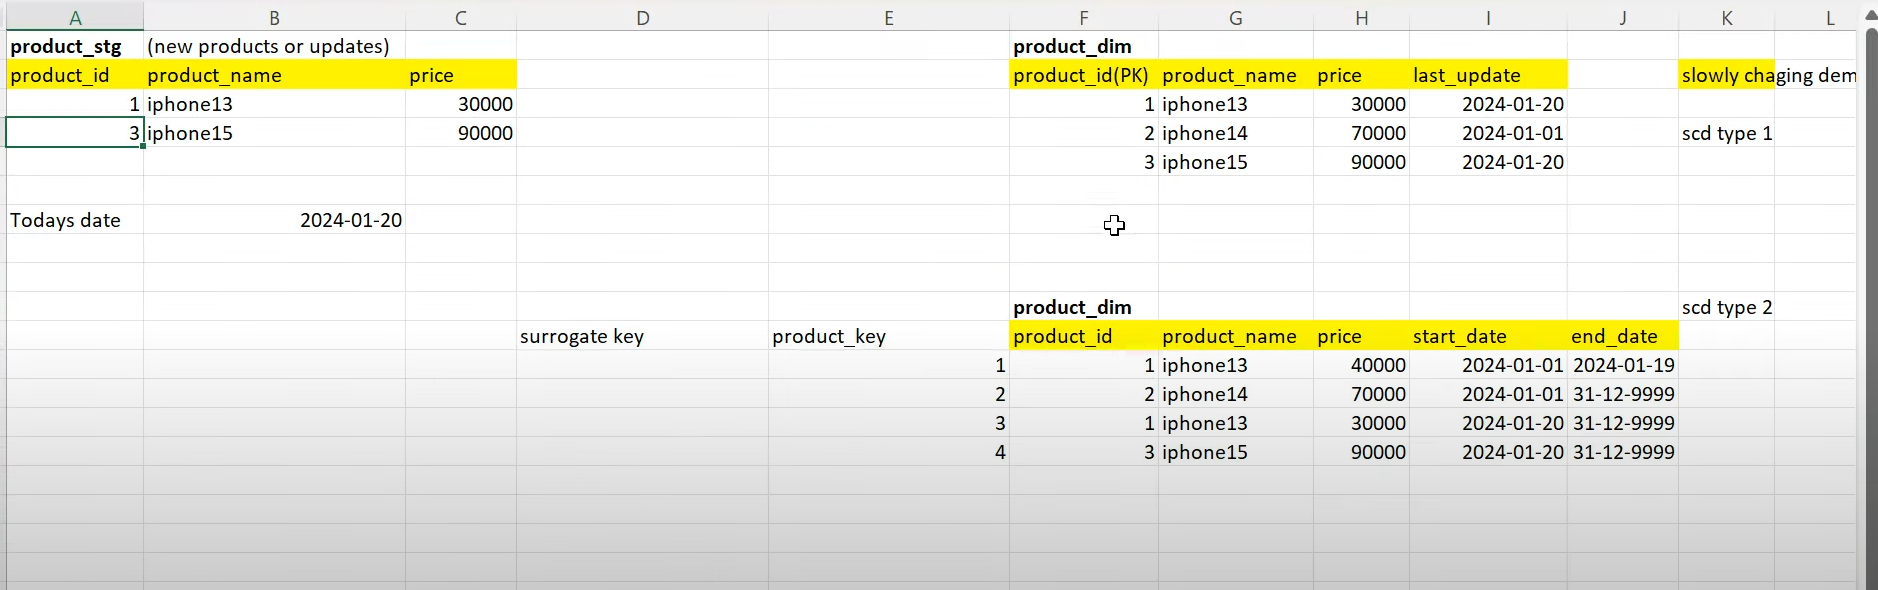 A B C D E F G H I J K L
product_stg (new products or updates) product_dim
product_id product_name price product_id(PK) product_name price last_update slowly chaging dem
1 iphone13 30000 1 iphone13 30000 2024-01-20
3 iphone15 90000 2 iphone14 70000 2024-01-01 scd type 1
3 iphone15 90000 2024-01-20
Todays date 2024-01-20
product_dim scd type 2
surrogate key product_key product_id product_name price start_date end_date
1 1 iphone13 40000 2024-01-01 2024-01-19
2 2 iphone14 70000 2024-01-01 31-12-9999
3 1 iphone13 30000 2024-01-20 31-12-9999
4 3 iphone15 90000 2024-01-20 31-12-9999